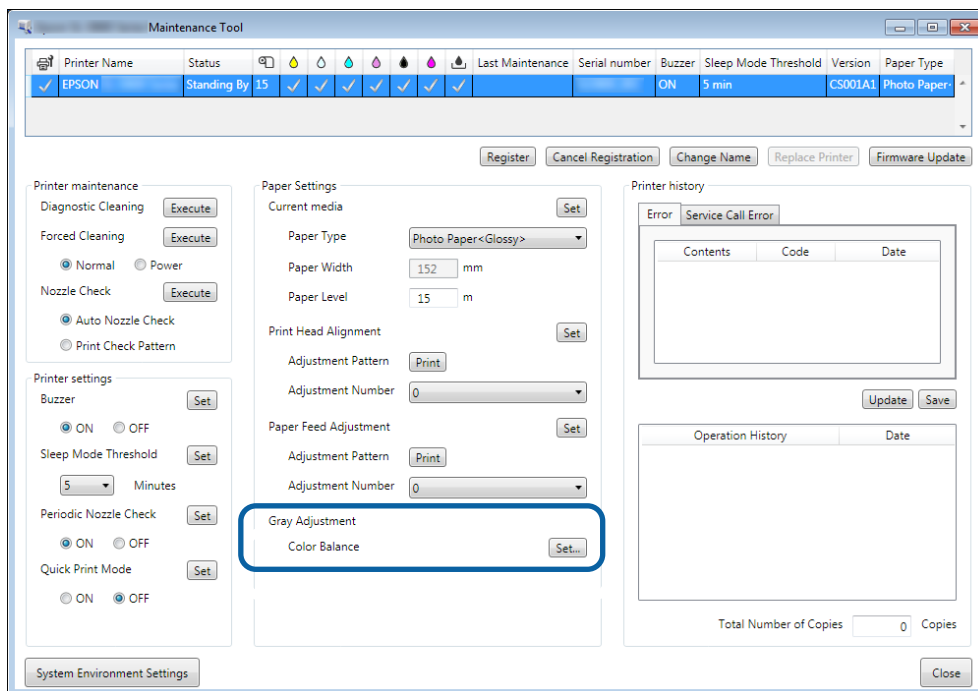 Maintenance Tool
Printer Name Status Last Maintenance Serial number Buzzer Sleep Mode Threshold Version Paper Type
EPSON Standing By 15 ON 5 min CS001A1 Photo Paper
Register Cancel Registration Change Name Replace Printer Firmware Update
Printer maintenance
Diagnostic Cleaning Execute
Forced Cleaning Execute
Normal Power
Nozzle Check Execute
Auto Nozzle Check
Print Check Pattern
Printer settings
Buzzer Set
ON OFF
Sleep Mode Threshold Set
5 Minutes
Periodic Nozzle Check Set
ON OFF
Quick Print Mode Set
ON OFF
Paper Settings
Current media Set
Paper Type Photo Paper<Glossy>
Paper Width 152 mm
Paper Level 15 m
Print Head Alignment Set
Adjustment Pattern Print
Adjustment Number 0
Paper Feed Adjustment Set
Adjustment Pattern Print
Adjustment Number 0
Gray Adjustment
Color Balance Set...
Printer history
Error Service Call Error
Contents Code Date
Update Save
Operation History Date
Total Number of Copies 0 Copies
System Environment Settings Close